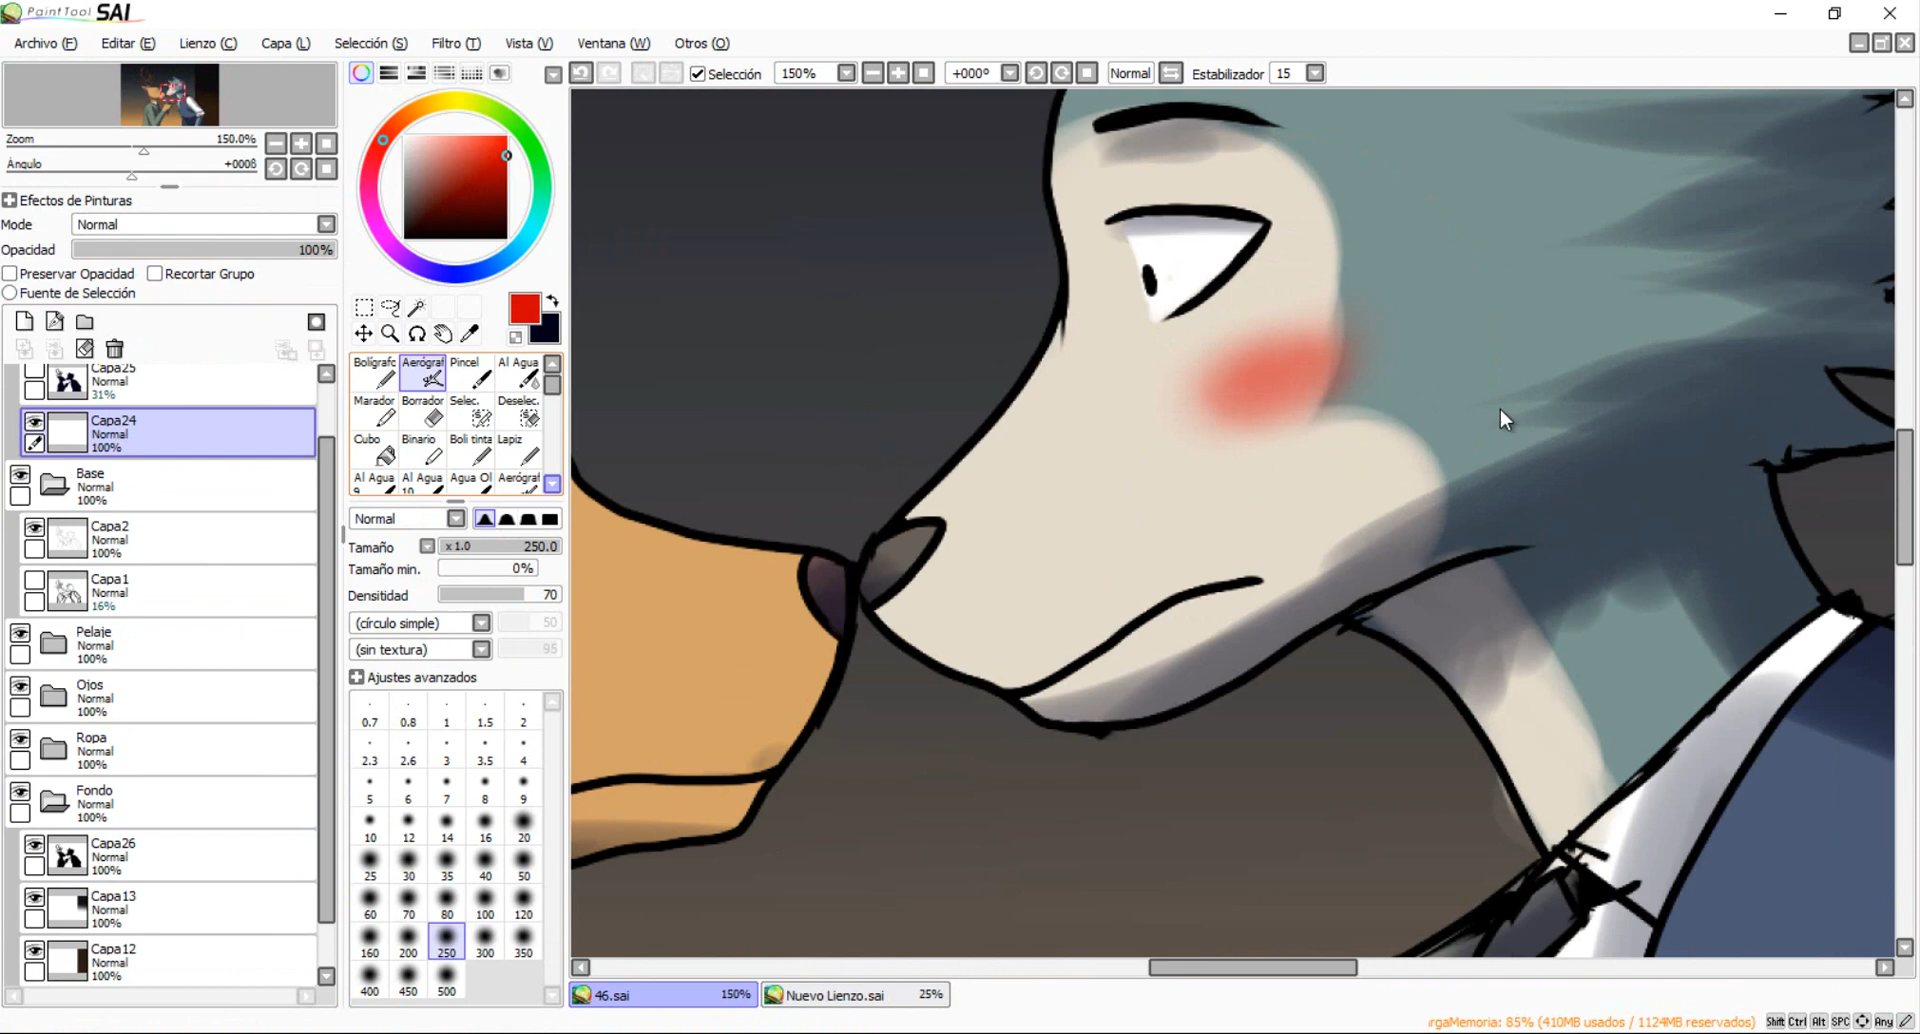 PaintTool SAI
Archivo (F) Editar (E) Lienzo (C) Capa (L) Selección (S) Filtro (T) Vista (V) Ventana (W) Otros (O)
Selección 150% +000º Normal Estabilizador 15
Zoom 150.0%
Ángulo +000ß
Efectos de Pinturas
Mode Normal
Opacidad 100%
Preservar Opacidad Recortar Grupo
Fuente de Selección
Capa25
Normal
31%
Capa24
Normal
100%
Base
Normal
100%
Capa2
Normal
100%
Capa1
Normal
16%
Pelaje
Normal
100%
Ojos
Normal
100%
Ropa
Normal
100%
Fondo
Normal
100%
Capa26
Normal
100%
Capa13
Normal
100%
Capa12
Normal
100%
Bolígrafc Aerógraf Pincel Al Agua
Marador Borrador Selec. Deselec.
Cubo Binario Boli tinta Lapiz
Al Agua Al Agua Agua Ol Aerógraf
9 10
Normal
Tamaño x 1.0 250.0
Tamaño min. 0%
Densitidad 70
(círculo simple) 50
(sin textura) 95
Ajustes avanzados
0.7 0.8 1 1.5 2
2.3 2.6 3 3.5 4
5 6 7 8 9
10 12 14 16 20
25 30 35 40 50
60 70 80 100 120
160 200 250 300 350
400 450 500
46.sai 150% Nuevo Lienzo.sai 25%
rgaMemoria: 85% (410MB usados / 1124MB reservados) Shift Ctrl Alt SPC Any